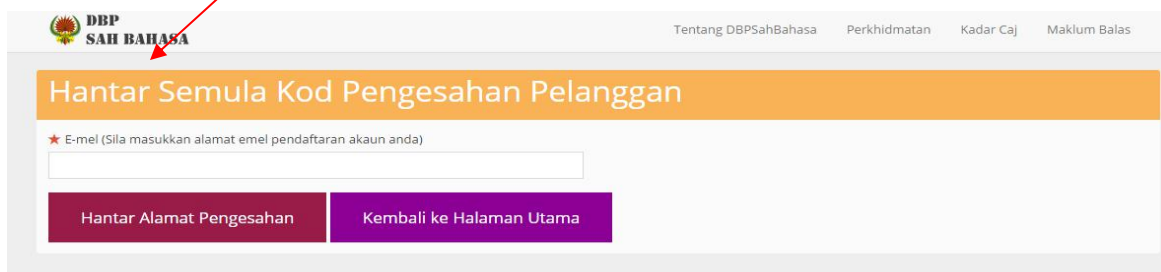 DBP
SAH BAHASA
Tentang DBPSahBahasa Perkhidmatan Kadar Caj Maklum Balas
Hantar Semula Kod Pengesahan Pelanggan
★ E-mel (Sila masukkan alamat emel pendaftaran akaun anda)
Hantar Alamat Pengesahan Kembali ke Halaman Utama